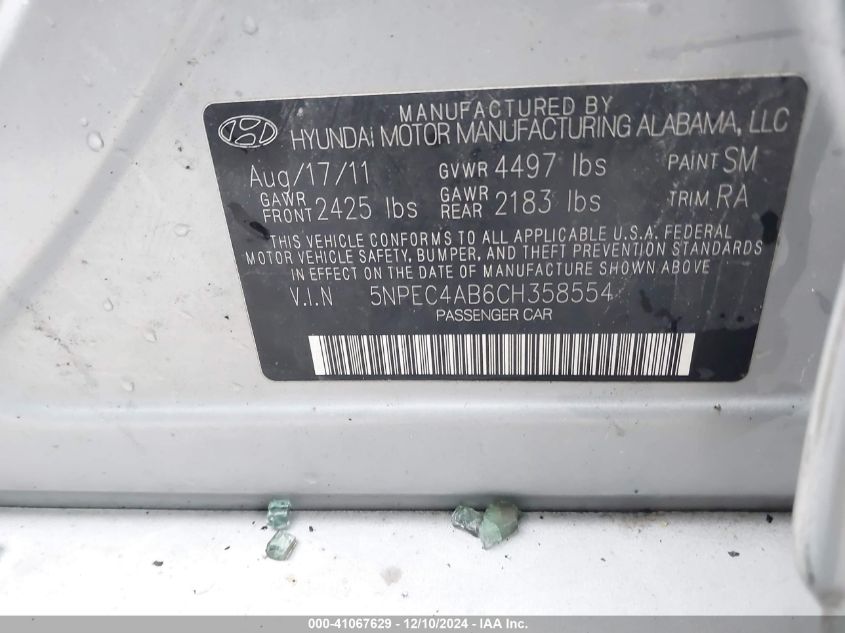 MANUFACTURED BY
HYUNDAI MOTOR MANUFACTURING ALABAMA, LLC
Aug/17/11 GVWR 4497 lbs PAINT SM
GAWR FRONT 2425 lbs GAWR REAR 2183 lbs TRIM RA
THIS VEHICLE CONFORMS TO ALL APPLICABLE U.S.A. FEDERAL
MOTOR VEHICLE SAFETY, BUMPER, AND THEFT PREVENTION STANDARDS
IN EFFECT ON THE DATE OF MANUFACTURE SHOWN ABOVE
V.I.N 5NPEC4AB6CH358554
PASSENGER CAR
000-41067629 - 12/10/2024 - IAA Inc.